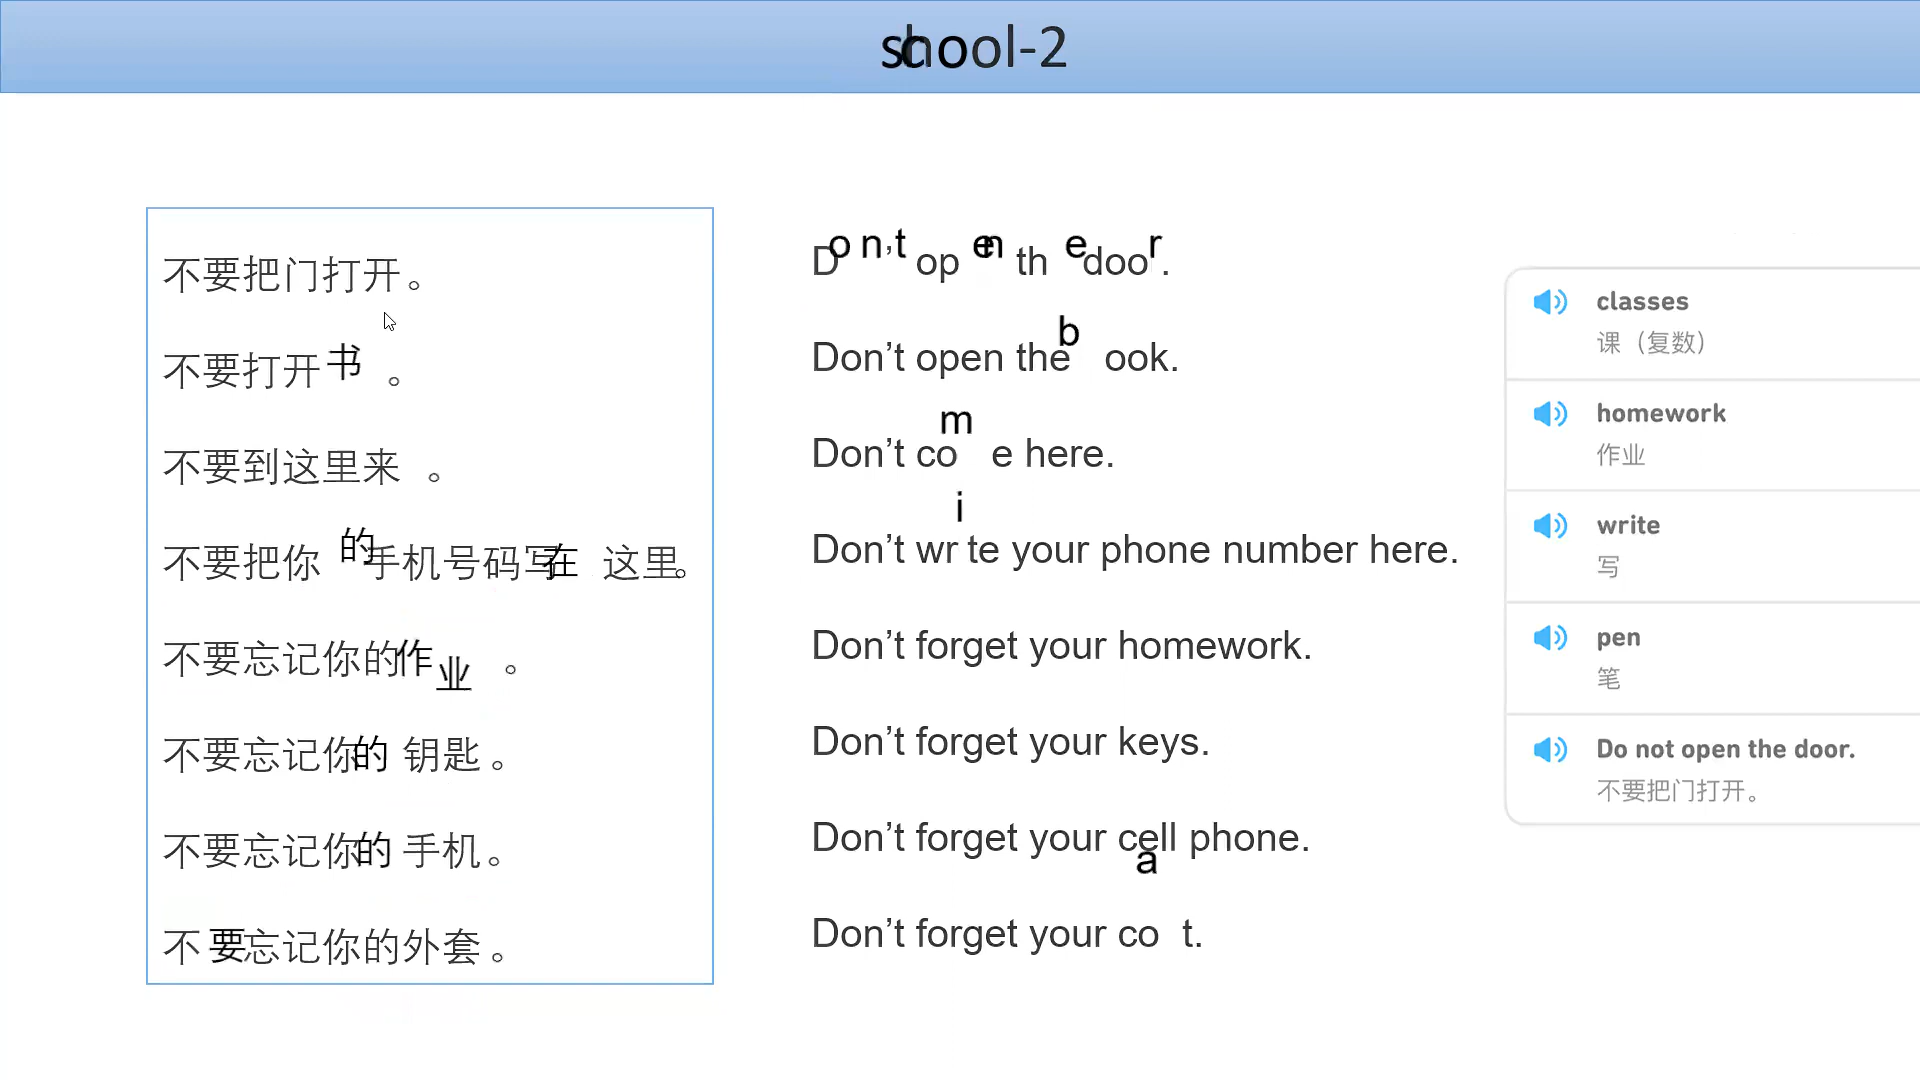 school-2
不要把门打开。
不要打开书。
不要到这里来。
不要把你的手机号码写在这里。
不要忘记你的作业。
不要忘记你的钥匙。
不要忘记你的手机。
不要忘记你的外套。
Don’t open the door.
Don’t open the book.
Don’t come here.
Don’t write your phone number here.
Don’t forget your homework.
Don’t forget your keys.
Don’t forget your cell phone.
Don’t forget your coat.
classes
课（复数）
homework
作业
write
写
pen
笔
Do not open the door.
不要把门打开。